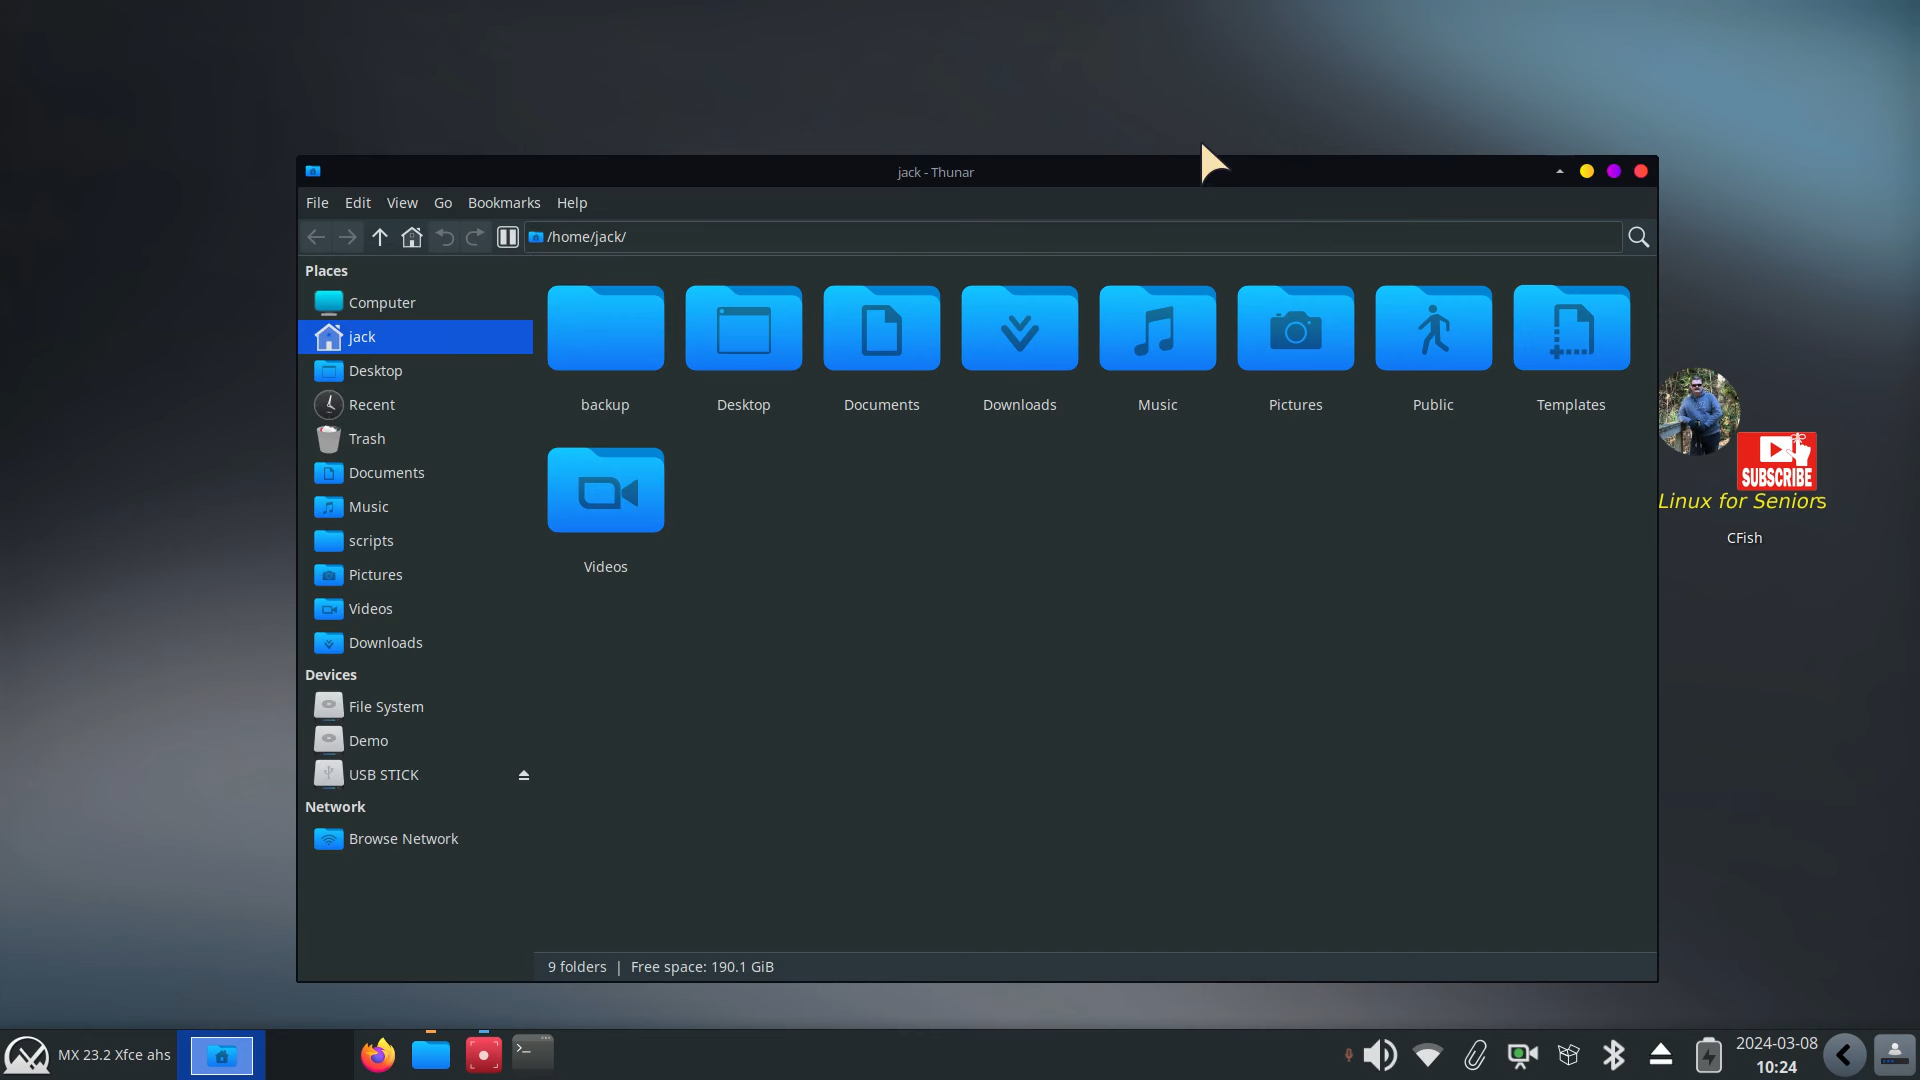 jack - Thunar
File Edit View Go Bookmarks Help
/home/jack/
Places
Computer
jack
Desktop
Recent
Trash
Documents
Music
scripts
Pictures
Videos
Downloads
Devices
File System
Demo
USB STICK
Network
Browse Network
backup Desktop Documents Downloads Music Pictures Public Templates
Videos
9 folders | Free space: 190.1 GiB
SUBSCRIBE
Linux for Seniors
CFish
MX 23.2 Xfce ahs
2024-03-08
10:24